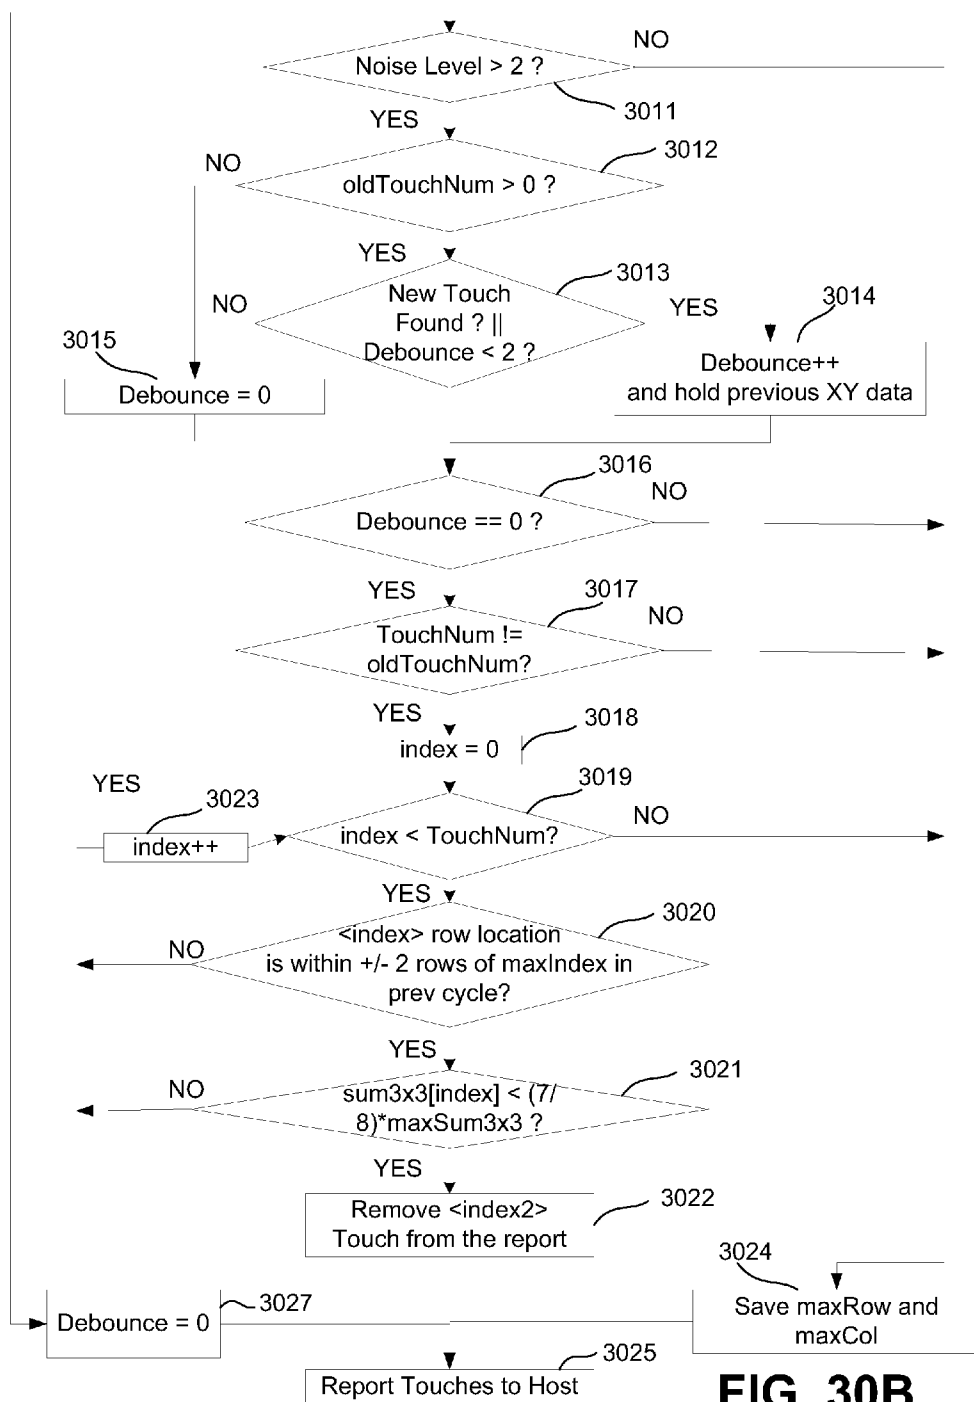 NO
Noise Level > 2 ?
3011
YES
3012
NO
oldTouchNum > 0 ?
YES
3013
New Touch
Found ? ||
Debounce < 2 ?
NO
YES
3014
3015
Debounce = 0
Debounce++
and hold previous XY data
3016
NO
Debounce == 0 ?
YES
3017
NO
TouchNum !=
oldTouchNum?
YES
3018
index = 0
YES
3019
3023
NO
index++
index < TouchNum?
YES
3020
<index> row location
is within +/- 2 rows of maxIndex in
prev cycle?
NO
YES
3021
NO
sum3x3[index] < (7/
8)*maxSum3x3 ?
YES
3022
Remove <index2>
Touch from the report
3024
3027
Debounce = 0
Save maxRow and
maxCol
3025
Report Touches to Host
FIG. 30B